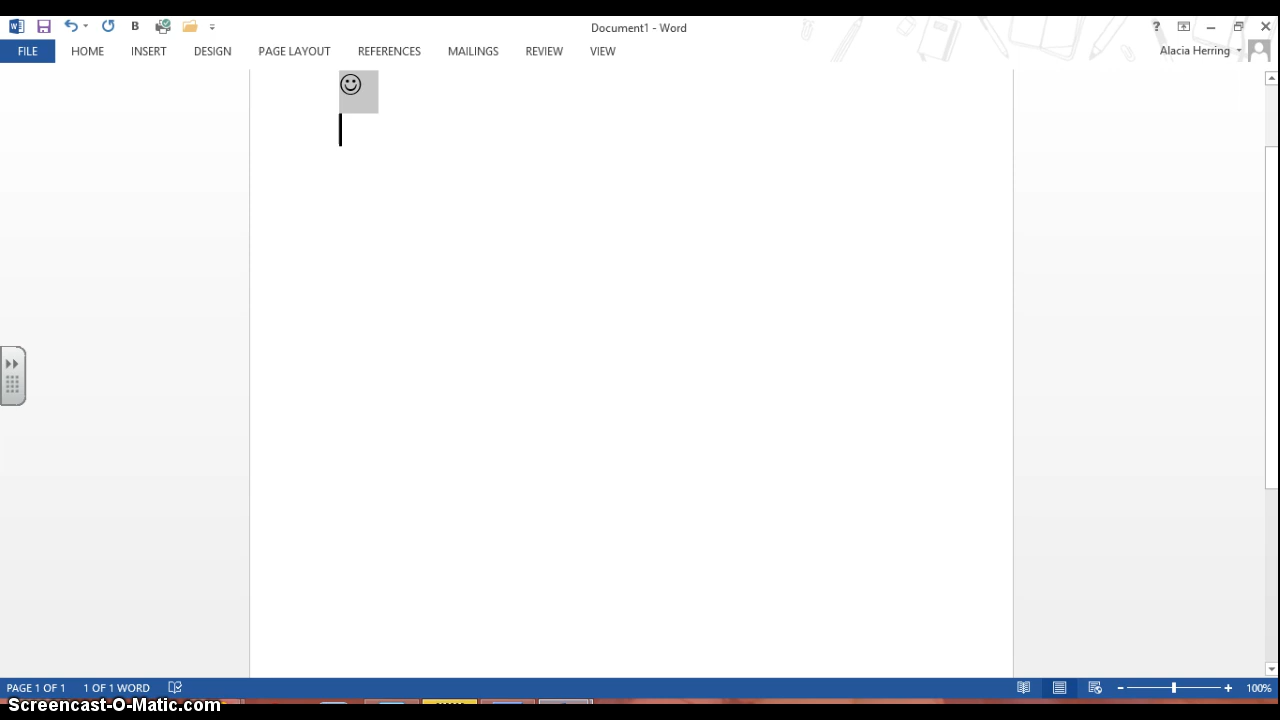 B
Document1 - Word
?
FILE HOME INSERT DESIGN PAGE LAYOUT REFERENCES MAILINGS REVIEW VIEW
Alacia Herring
☺
PAGE 1 OF 1 1 OF 1 WORD
100%
Screencast-O-Matic.com